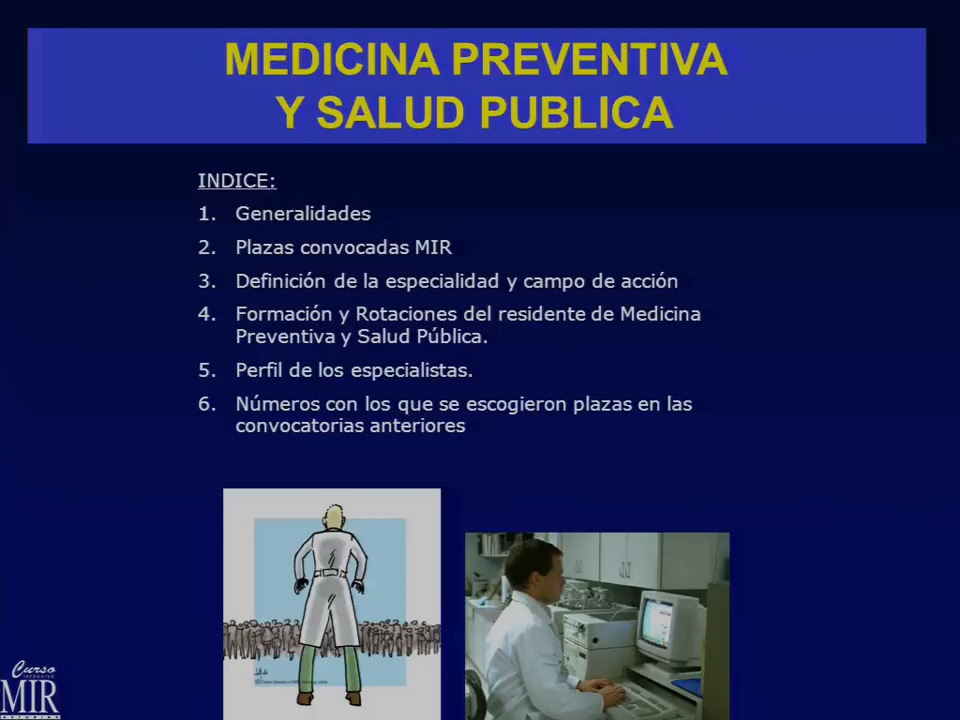 MEDICINA PREVENTIVA
Y SALUD PUBLICA
INDICE:
1. Generalidades
2. Plazas convocadas MIR
3. Definición de la especialidad y campo de acción
4. Formación y Rotaciones del residente de Medicina
Preventiva y Salud Pública.
5. Perfil de los especialistas.
6. Números con los que se escogieron plazas en las
convocatorias anteriores
Curso
INTENSIVO
MIR
ASTURIAS